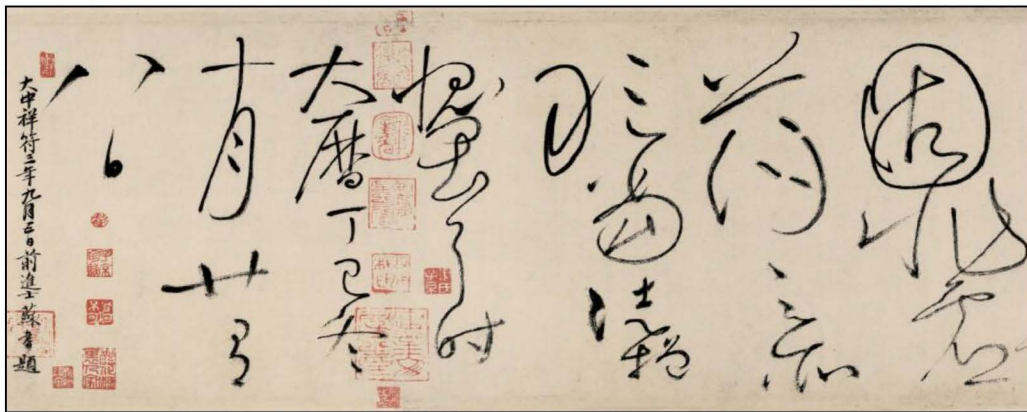 固非虛
薄之所
敢當徒增
愧畏耳時
大曆丁巳冬
十月廿有
八日
大中祥符三年九月五日前進士蘇耆題